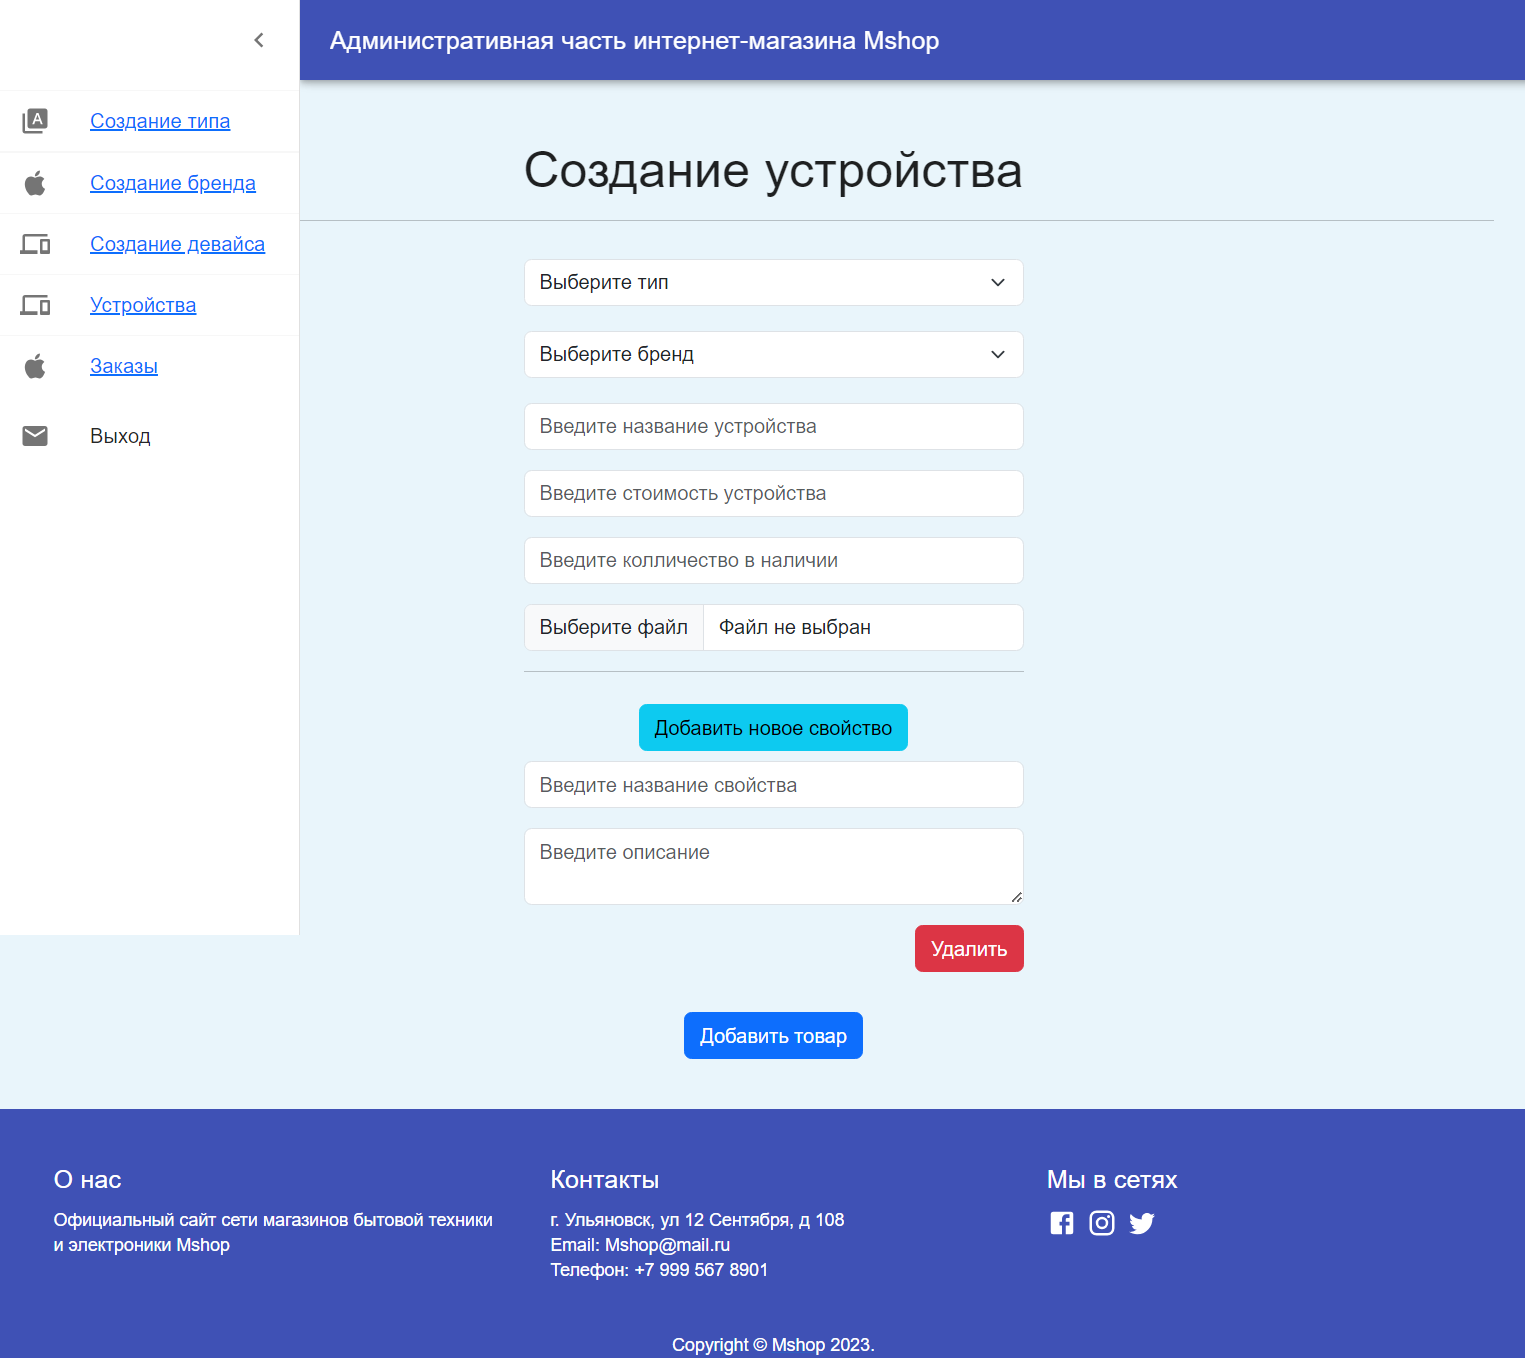 Административная часть интернет-магазина Mshop
A
Создание типа
Создание бренда
Создание девайса
Устройства
Заказы
Выход
Создание устройства
Выберите тип
Выберите бренд
Введите название устройства
Введите стоимость устройства
Введите колличество в наличии
Выберите файл Файл не выбран
Добавить новое свойство
Введите название свойства
Введите описание
Удалить
Добавить товар
О нас
Официальный сайт сети магазинов бытовой техники
и электроники Mshop
Контакты
г. Ульяновск, ул 12 Сентября, д 108
Email: Mshop@mail.ru
Телефон: +7 999 567 8901
Мы в сетях
Copyright © Mshop 2023.